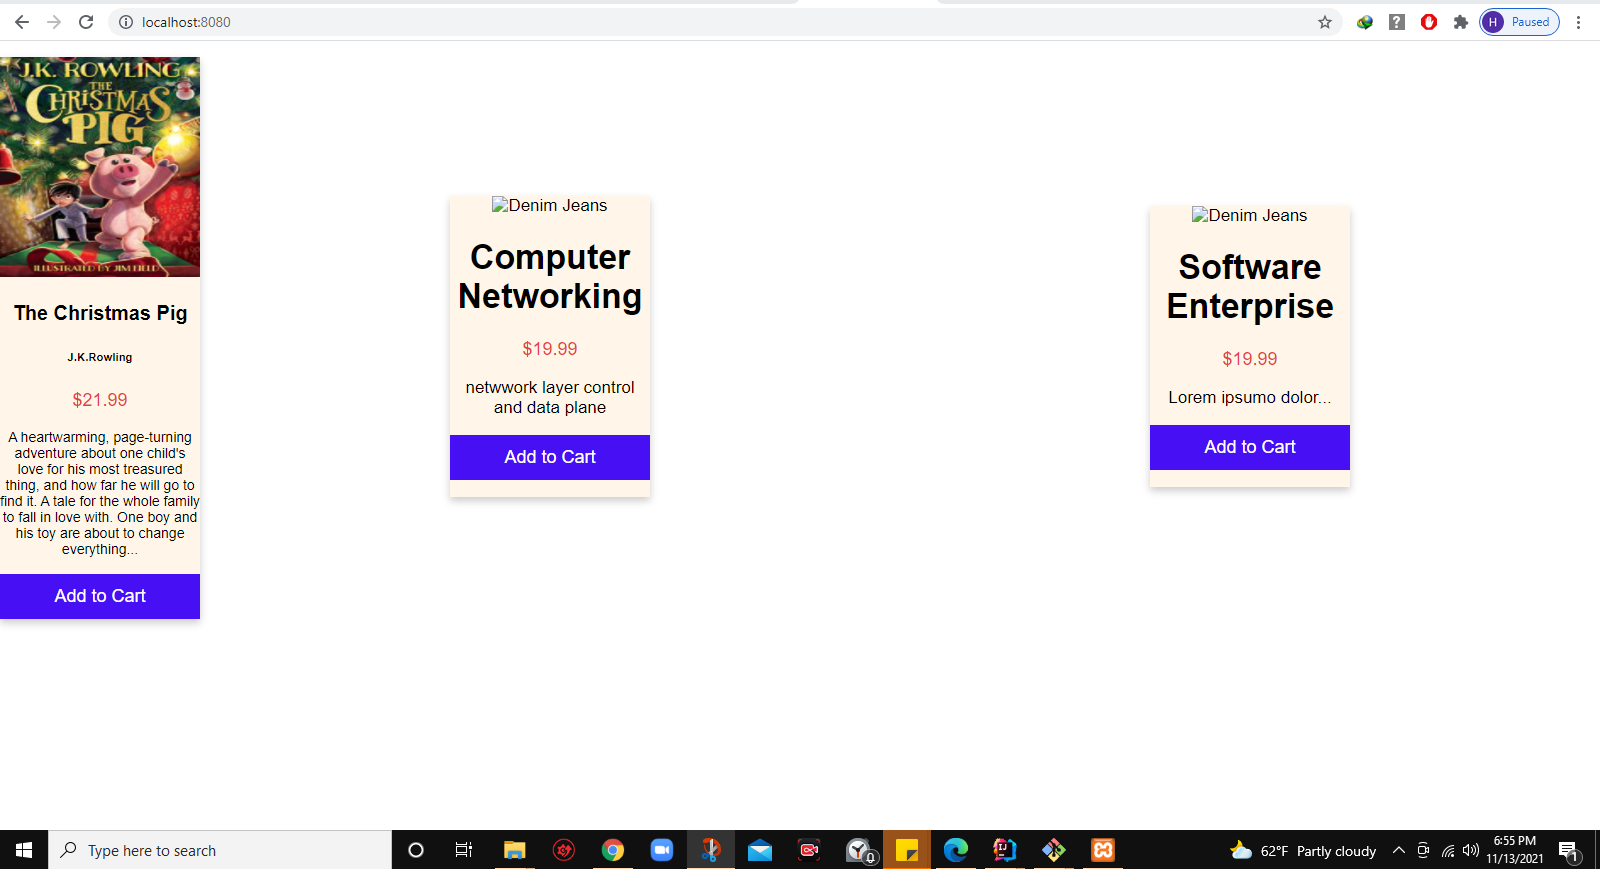 localhost:8080
H Paused
J.K. ROWLING
THE
CHRISTMAS
PIG
ILLUSTRATED BY JIM FIELD
The Christmas Pig
J.K.Rowling
$21.99
A heartwarming, page-turning
adventure about one child's
love for his most treasured
thing, and how far he will go to
find it. A tale for the whole family
to fall in love with. One boy and
his toy are about to change
everything...
Add to Cart
Denim Jeans
Computer
Networking
$19.99
netwwork layer control
and data plane
Add to Cart
Denim Jeans
Software
Enterprise
$19.99
Lorem ipsumo dolor...
Add to Cart
Type here to search
62°F Partly cloudy
6:55 PM
11/13/2021
1